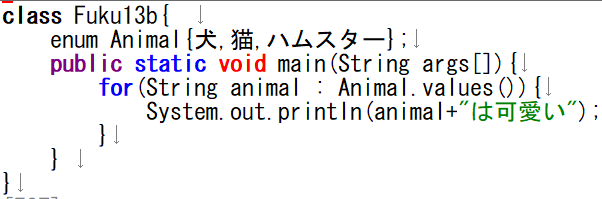 class Fuku13b{ ↓
    enum Animal{犬,猫,ハムスター};↓
    public static void main(String args[]){↓
        for(String animal : Animal.values()){↓
            System.out.println(animal+"は可愛い");
        }↓
    } ↓
}↓